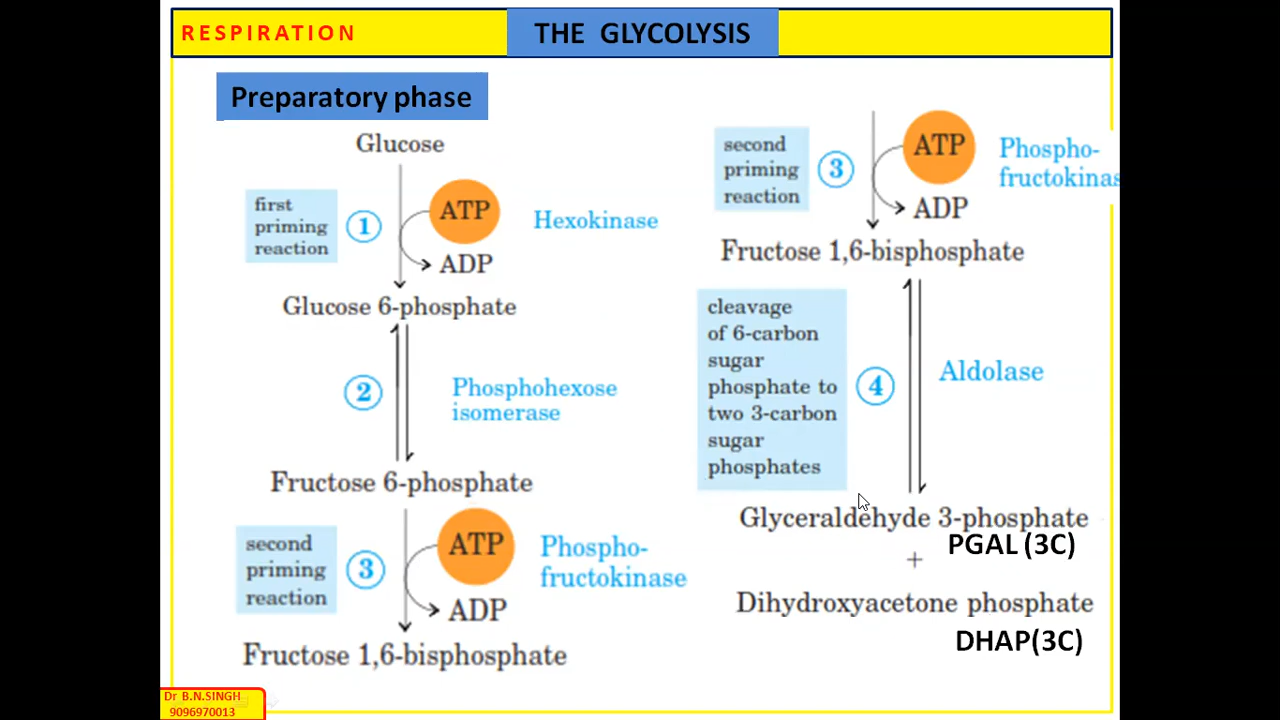 RESPIRATION
THE GLYCOLYSIS
Preparatory phase
Glucose
first
priming
reaction
1
ATP
ADP
Hexokinase
Glucose 6-phosphate
2
Phosphohexose
isomerase
Fructose 6-phosphate
second
priming
reaction
3
ATP
ADP
Phospho-
fructokinase
Fructose 1,6-bisphosphate
second
priming
reaction
3
ATP
ADP
Phospho-
fructokinas
Fructose 1,6-bisphosphate
cleavage
of 6-carbon
sugar
phosphate to
two 3-carbon
sugar
phosphates
4
Aldolase
Glyceraldehyde 3-phosphate
PGAL (3C)
+
Dihydroxyacetone phosphate
DHAP(3C)
Dr B.N.SINGH
9096970013